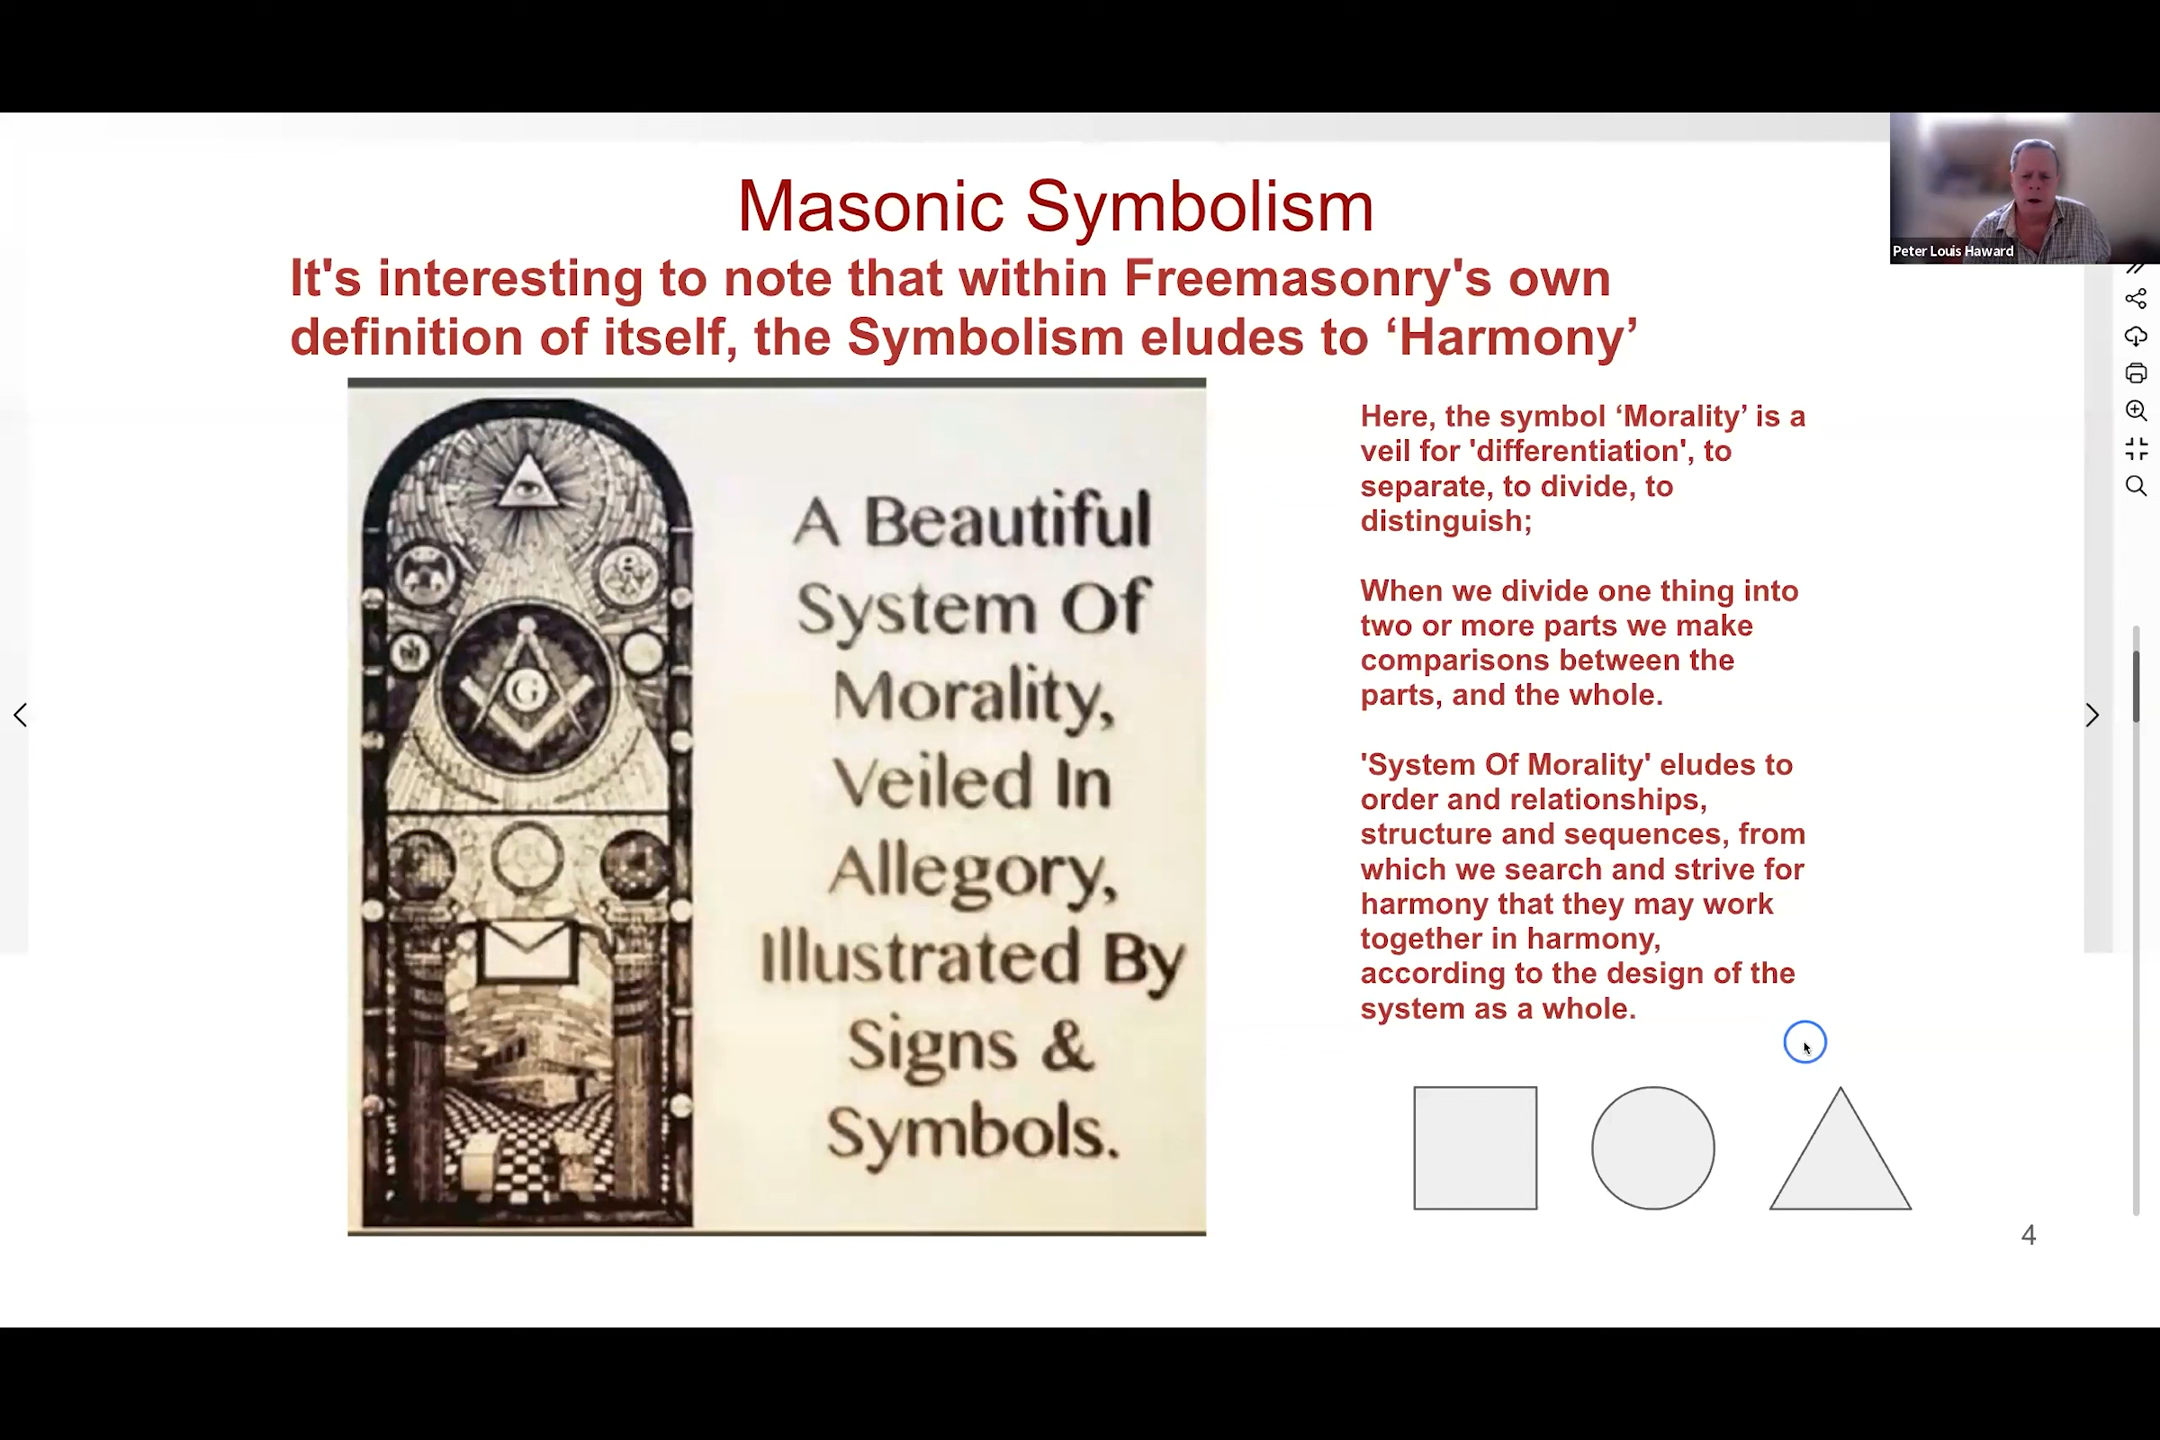 Masonic Symbolism
It's interesting to note that within Freemasonry's own
definition of itself, the Symbolism eludes to ‘Harmony’
Peter Louis Haward
G
A Beautiful
System Of
Morality,
Veiled In
Allegory,
Illustrated By
Signs &
Symbols.
Here, the symbol ‘Morality’ is a
veil for 'differentiation', to
separate, to divide, to
distinguish;
When we divide one thing into
two or more parts we make
comparisons between the
parts, and the whole.
'System Of Morality' eludes to
order and relationships,
structure and sequences, from
which we search and strive for
harmony that they may work
together in harmony,
according to the design of the
system as a whole.
4